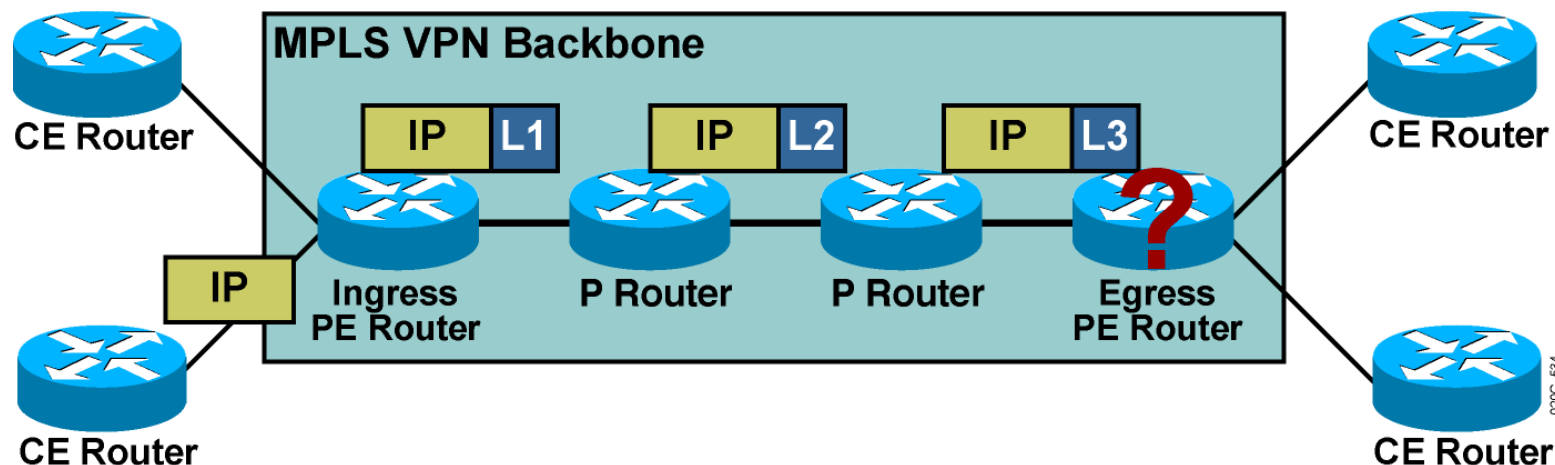 MPLS VPN Backbone
CE Router
CE Router
IP L1
IP L2
IP L3
?
IP
Ingress
PE Router
P Router
P Router
Egress
PE Router
CE Router
CE Router